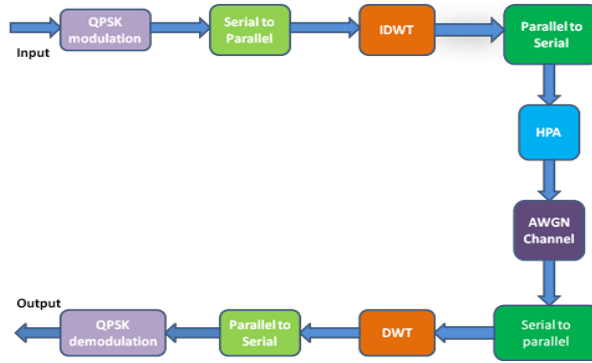 QPSK
modulation
Serial to
Parallel
IDWT
Parallel to
Serial
Input
HPA
AWGN
Channel
Output
QPSK
demodulation
Parallel to
Serial
DWT
Serial to
parallel